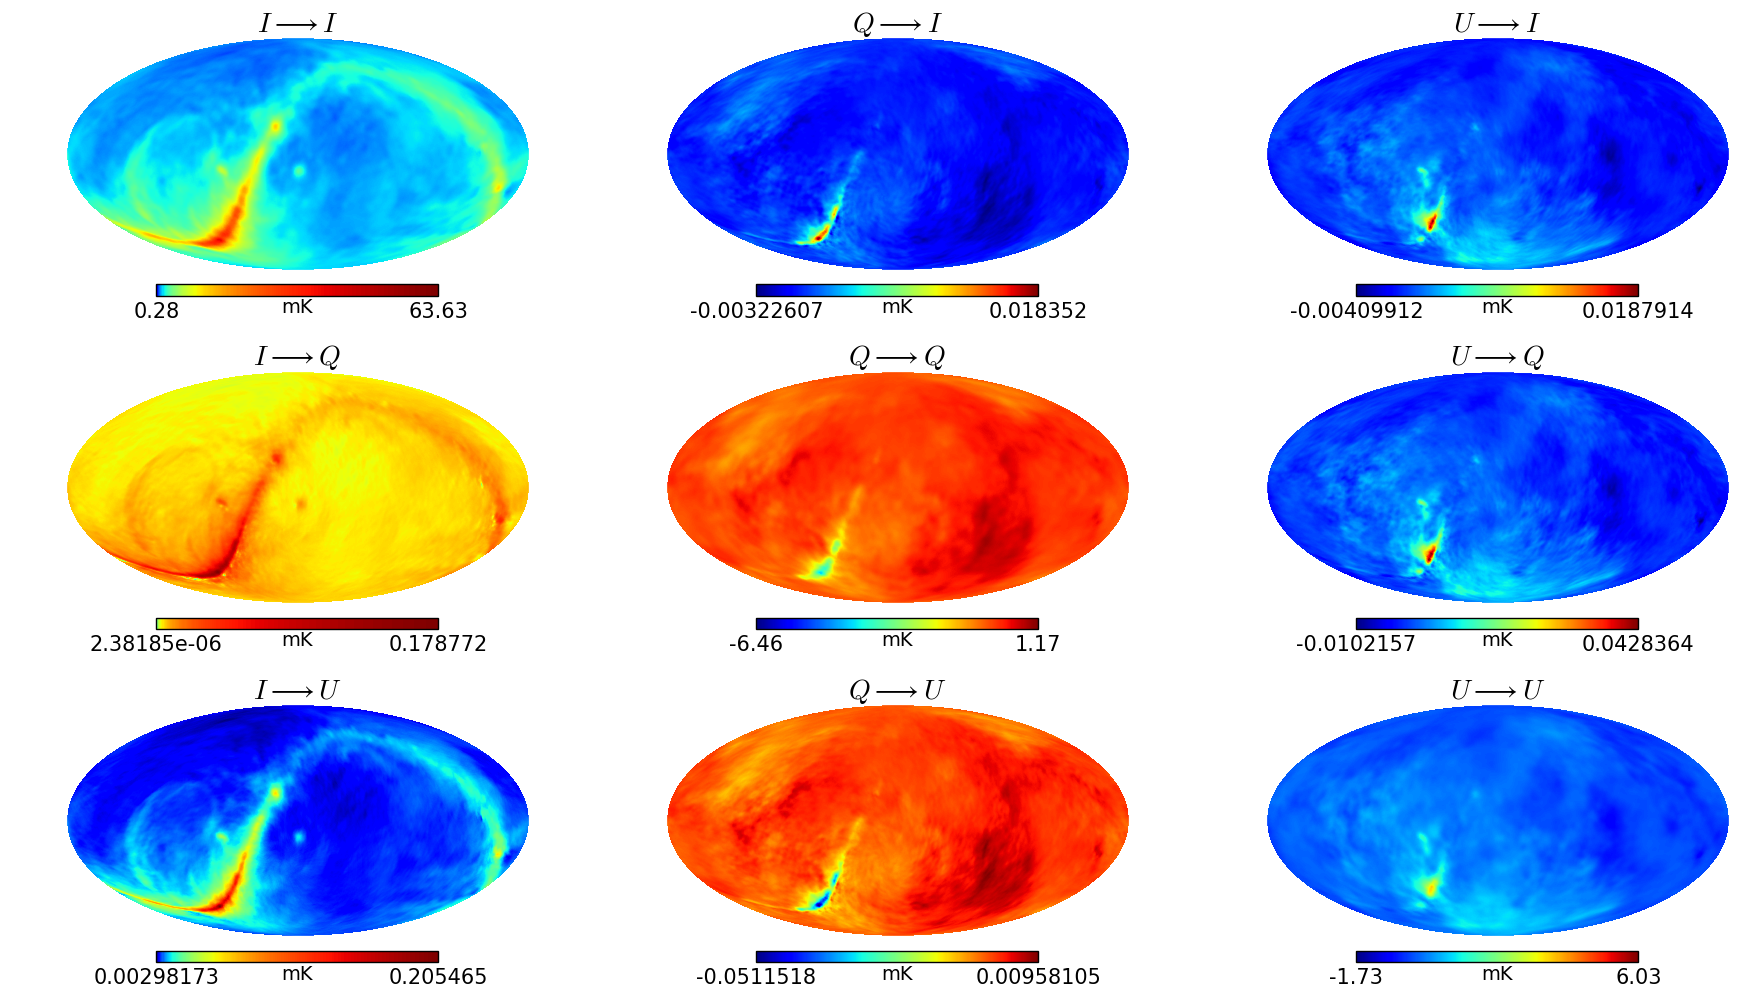 I ⟶ I
Q ⟶ I
U ⟶ I
0.28 mK 63.63
-0.00322607 mK 0.018352
-0.00409912 mK 0.0187914
I ⟶ Q
Q ⟶ Q
U ⟶ Q
2.38185e-06 mK 0.178772
-6.46 mK 1.17
-0.0102157 mK 0.0428364
I ⟶ U
Q ⟶ U
U ⟶ U
0.00298173 mK 0.205465
-0.0511518 mK 0.00958105
-1.73 mK 6.03